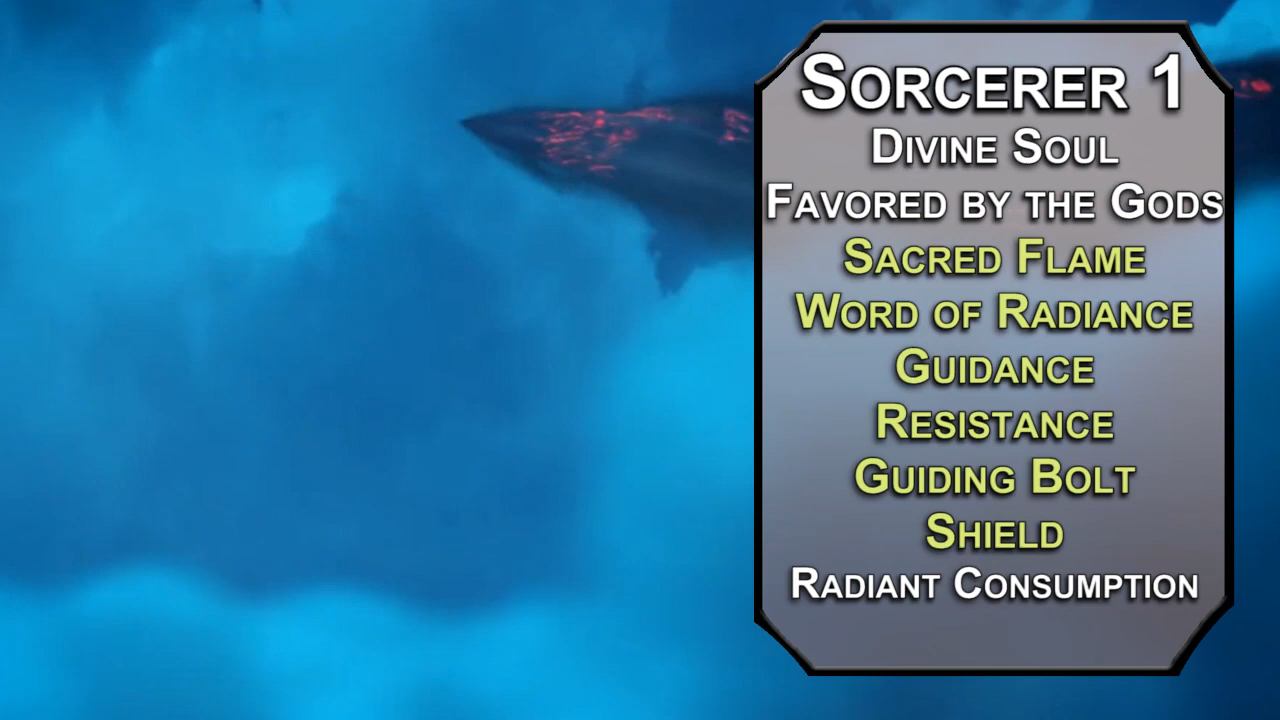 Sorcerer 1
Divine Soul
Favored by the Gods
Sacred Flame
Word of Radiance
Guidance
Resistance
Guiding Bolt
Shield
Radiant Consumption